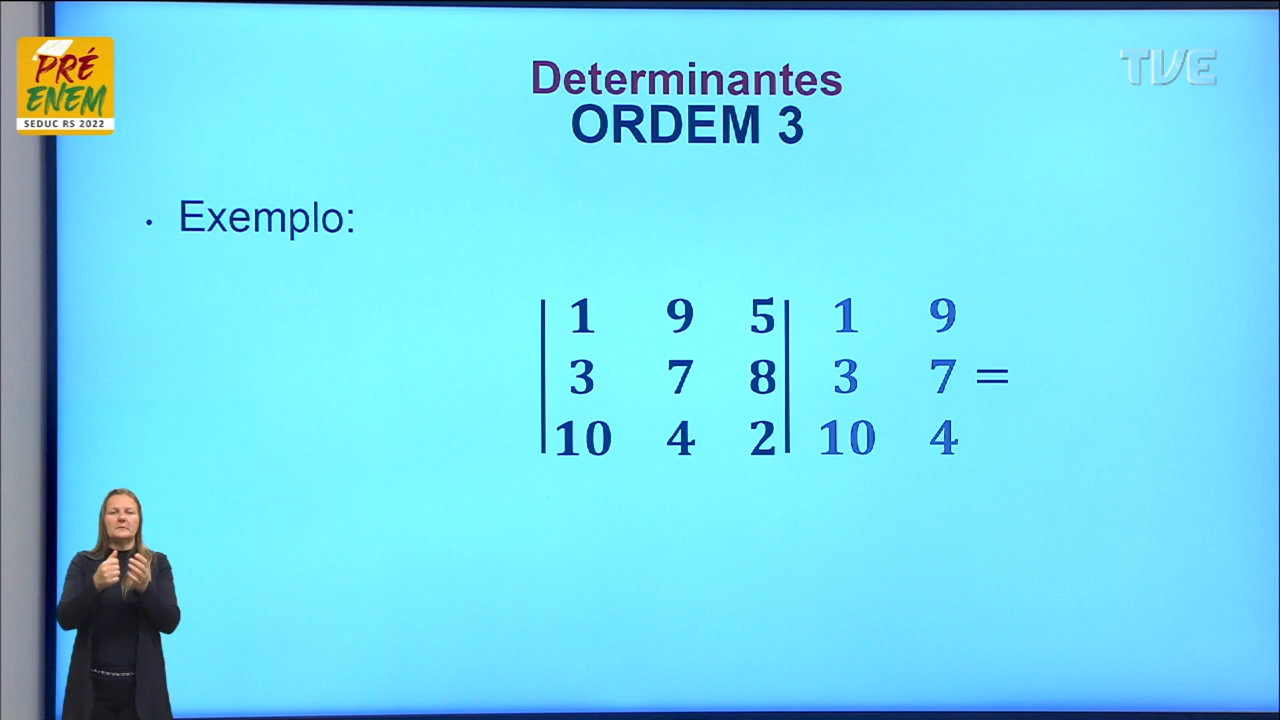 PRÉ
ENEM
SEDUC RS 2022
Determinantes
TVE
ORDEM 3
• Exemplo:
1 9 5 1 9
3 7 8 3 7 =
10 4 2 10 4